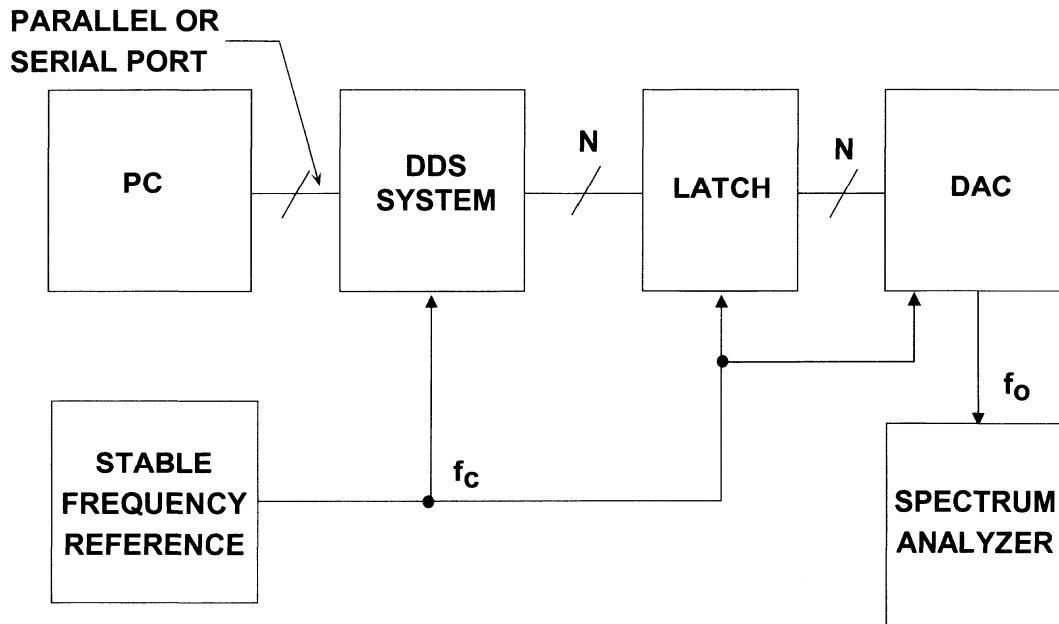 PARALLEL OR
SERIAL PORT
PC
DDS
SYSTEM
N
LATCH
N
DAC
fo
STABLE
FREQUENCY
REFERENCE
fc
SPECTRUM
ANALYZER